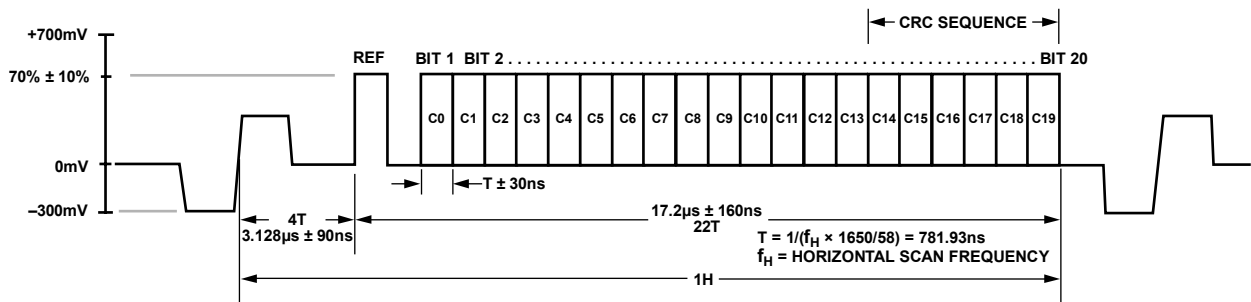 CRC SEQUENCE
+700mV
REF
BIT 1 BIT 2 . . . . . . . . . . . . . . . . . . . . . . . . . . . . . . . . . . . . . . . . . . . . . . . . . . . . . . . . . . . . BIT 20
70% ± 10%
C0 C1 C2 C3 C4 C5 C6 C7 C8 C9 C10 C11 C12 C13 C14 C15 C16 C17 C18 C19
0mV
T ± 30ns
–300mV
4T
3.128µs ± 90ns
17.2µs ± 160ns
22T
T = 1/(fH × 1650/58) = 781.93ns
fH = HORIZONTAL SCAN FREQUENCY
1H